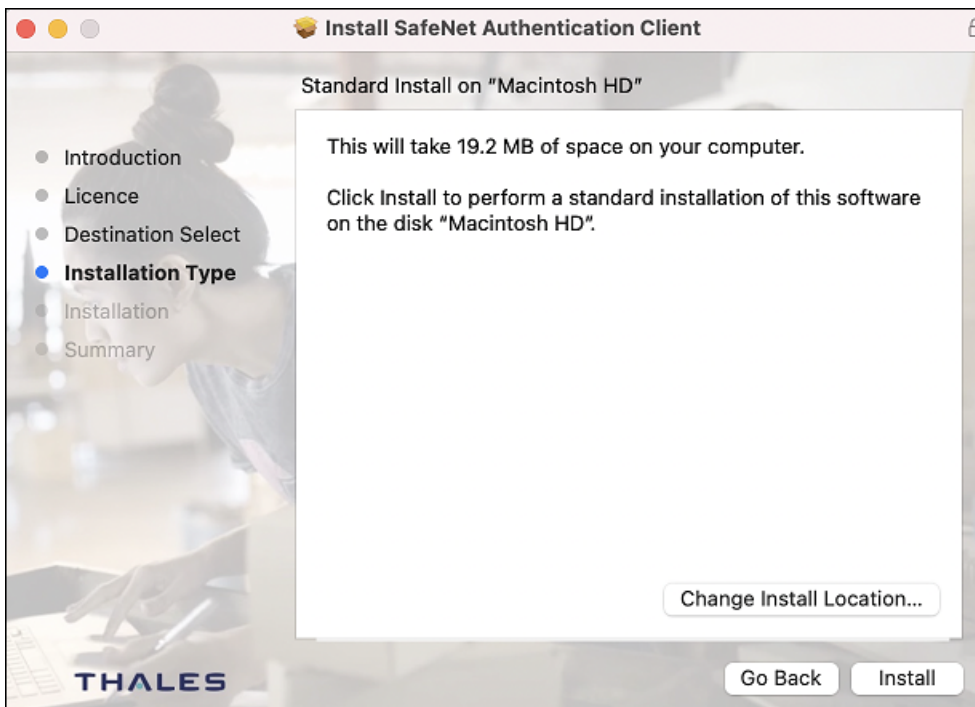 Install SafeNet Authentication Client
Standard Install on "Macintosh HD"
Introduction
Licence
Destination Select
Installation Type
Installation
Summary
This will take 19.2 MB of space on your computer.
Click Install to perform a standard installation of this software
on the disk "Macintosh HD".
Change Install Location...
THALES
Go Back
Install